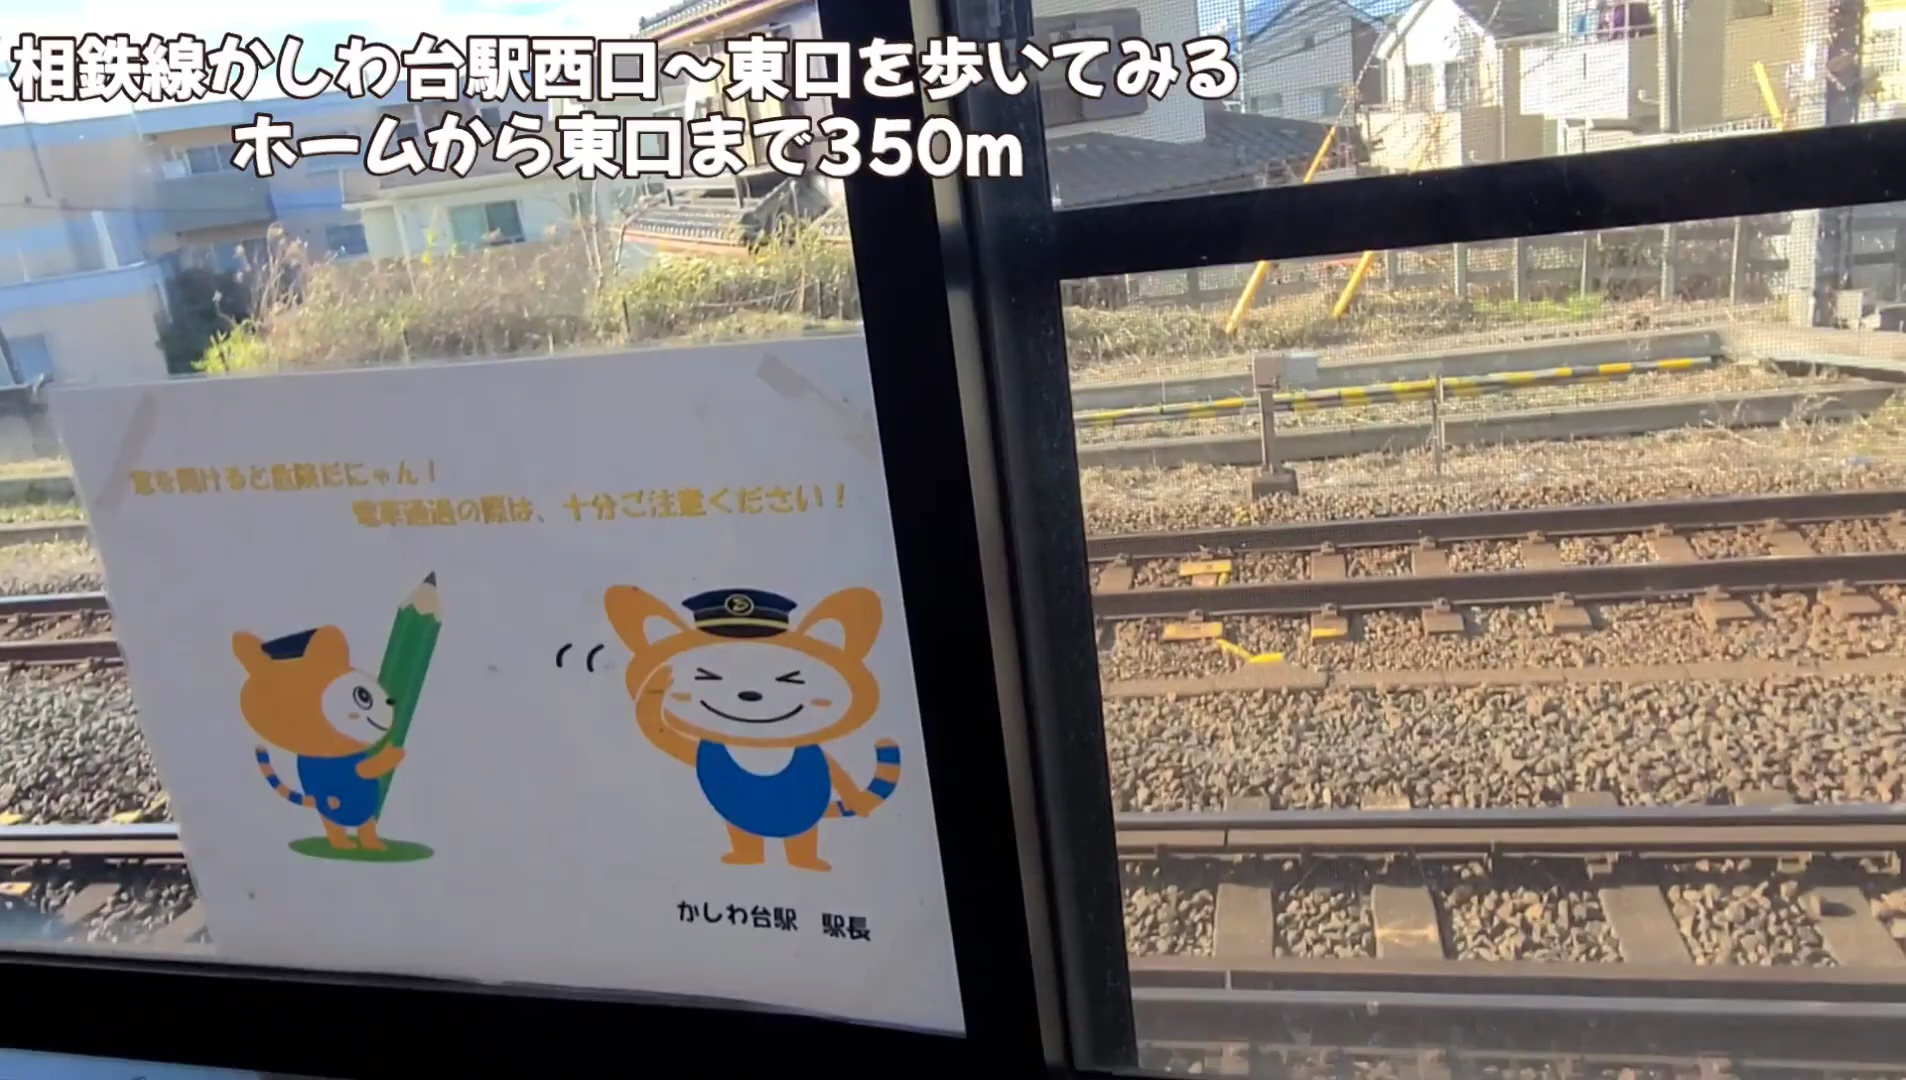 相鉄線かしわ台駅西口～東口を歩いてみる
ホームから東口まで350m
窓を開けると危険だにゃん！
電車通過の際は、十分ご注意ください！
かしわ台駅　駅長